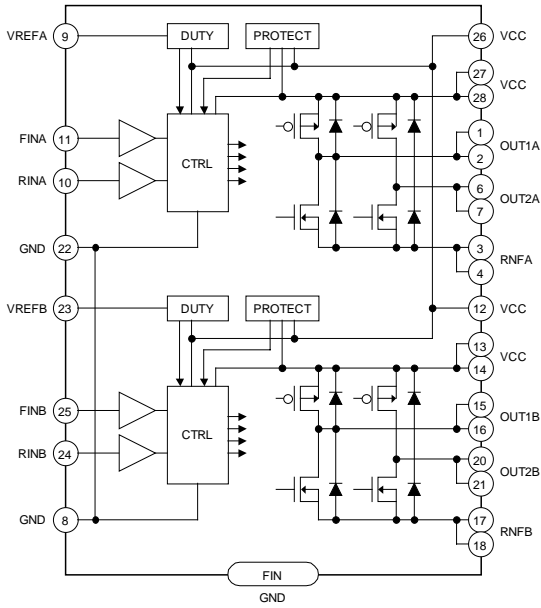 VREFA 9 DUTY PROTECT 26 VCC
27 VCC
28
FINA 11 1 OUT1A
CTRL
RINA 10 2
6 OUT2A
7
GND 22 3 RNFA
4
VREFB 23 DUTY PROTECT 12 VCC
13 VCC
14
FINB 25 15 OUT1B
CTRL
RINB 24 16
20 OUT2B
21
GND 8 17 RNFB
18
FIN
GND